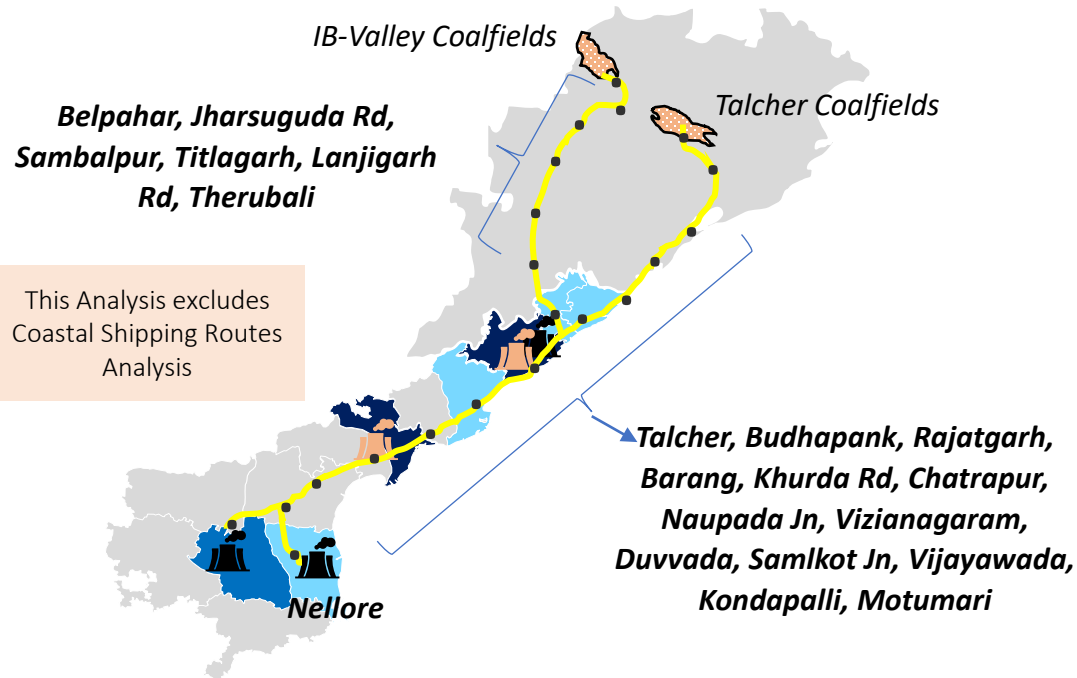 IB-Valley Coalfields
Talcher Coalfields
Belpahar, Jharsuguda Rd,
Sambalpur, Titlagarh, Lanjigarh
Rd, Therubali
This Analysis excludes
Coastal Shipping Routes
Analysis
Talcher, Budhapank, Rajatgarh,
Barang, Khurda Rd, Chatrapur,
Naupada Jn, Vizianagaram,
Duvvada, Samlkot Jn, Vijayawada,
Kondapalli, Motumari
Nellore